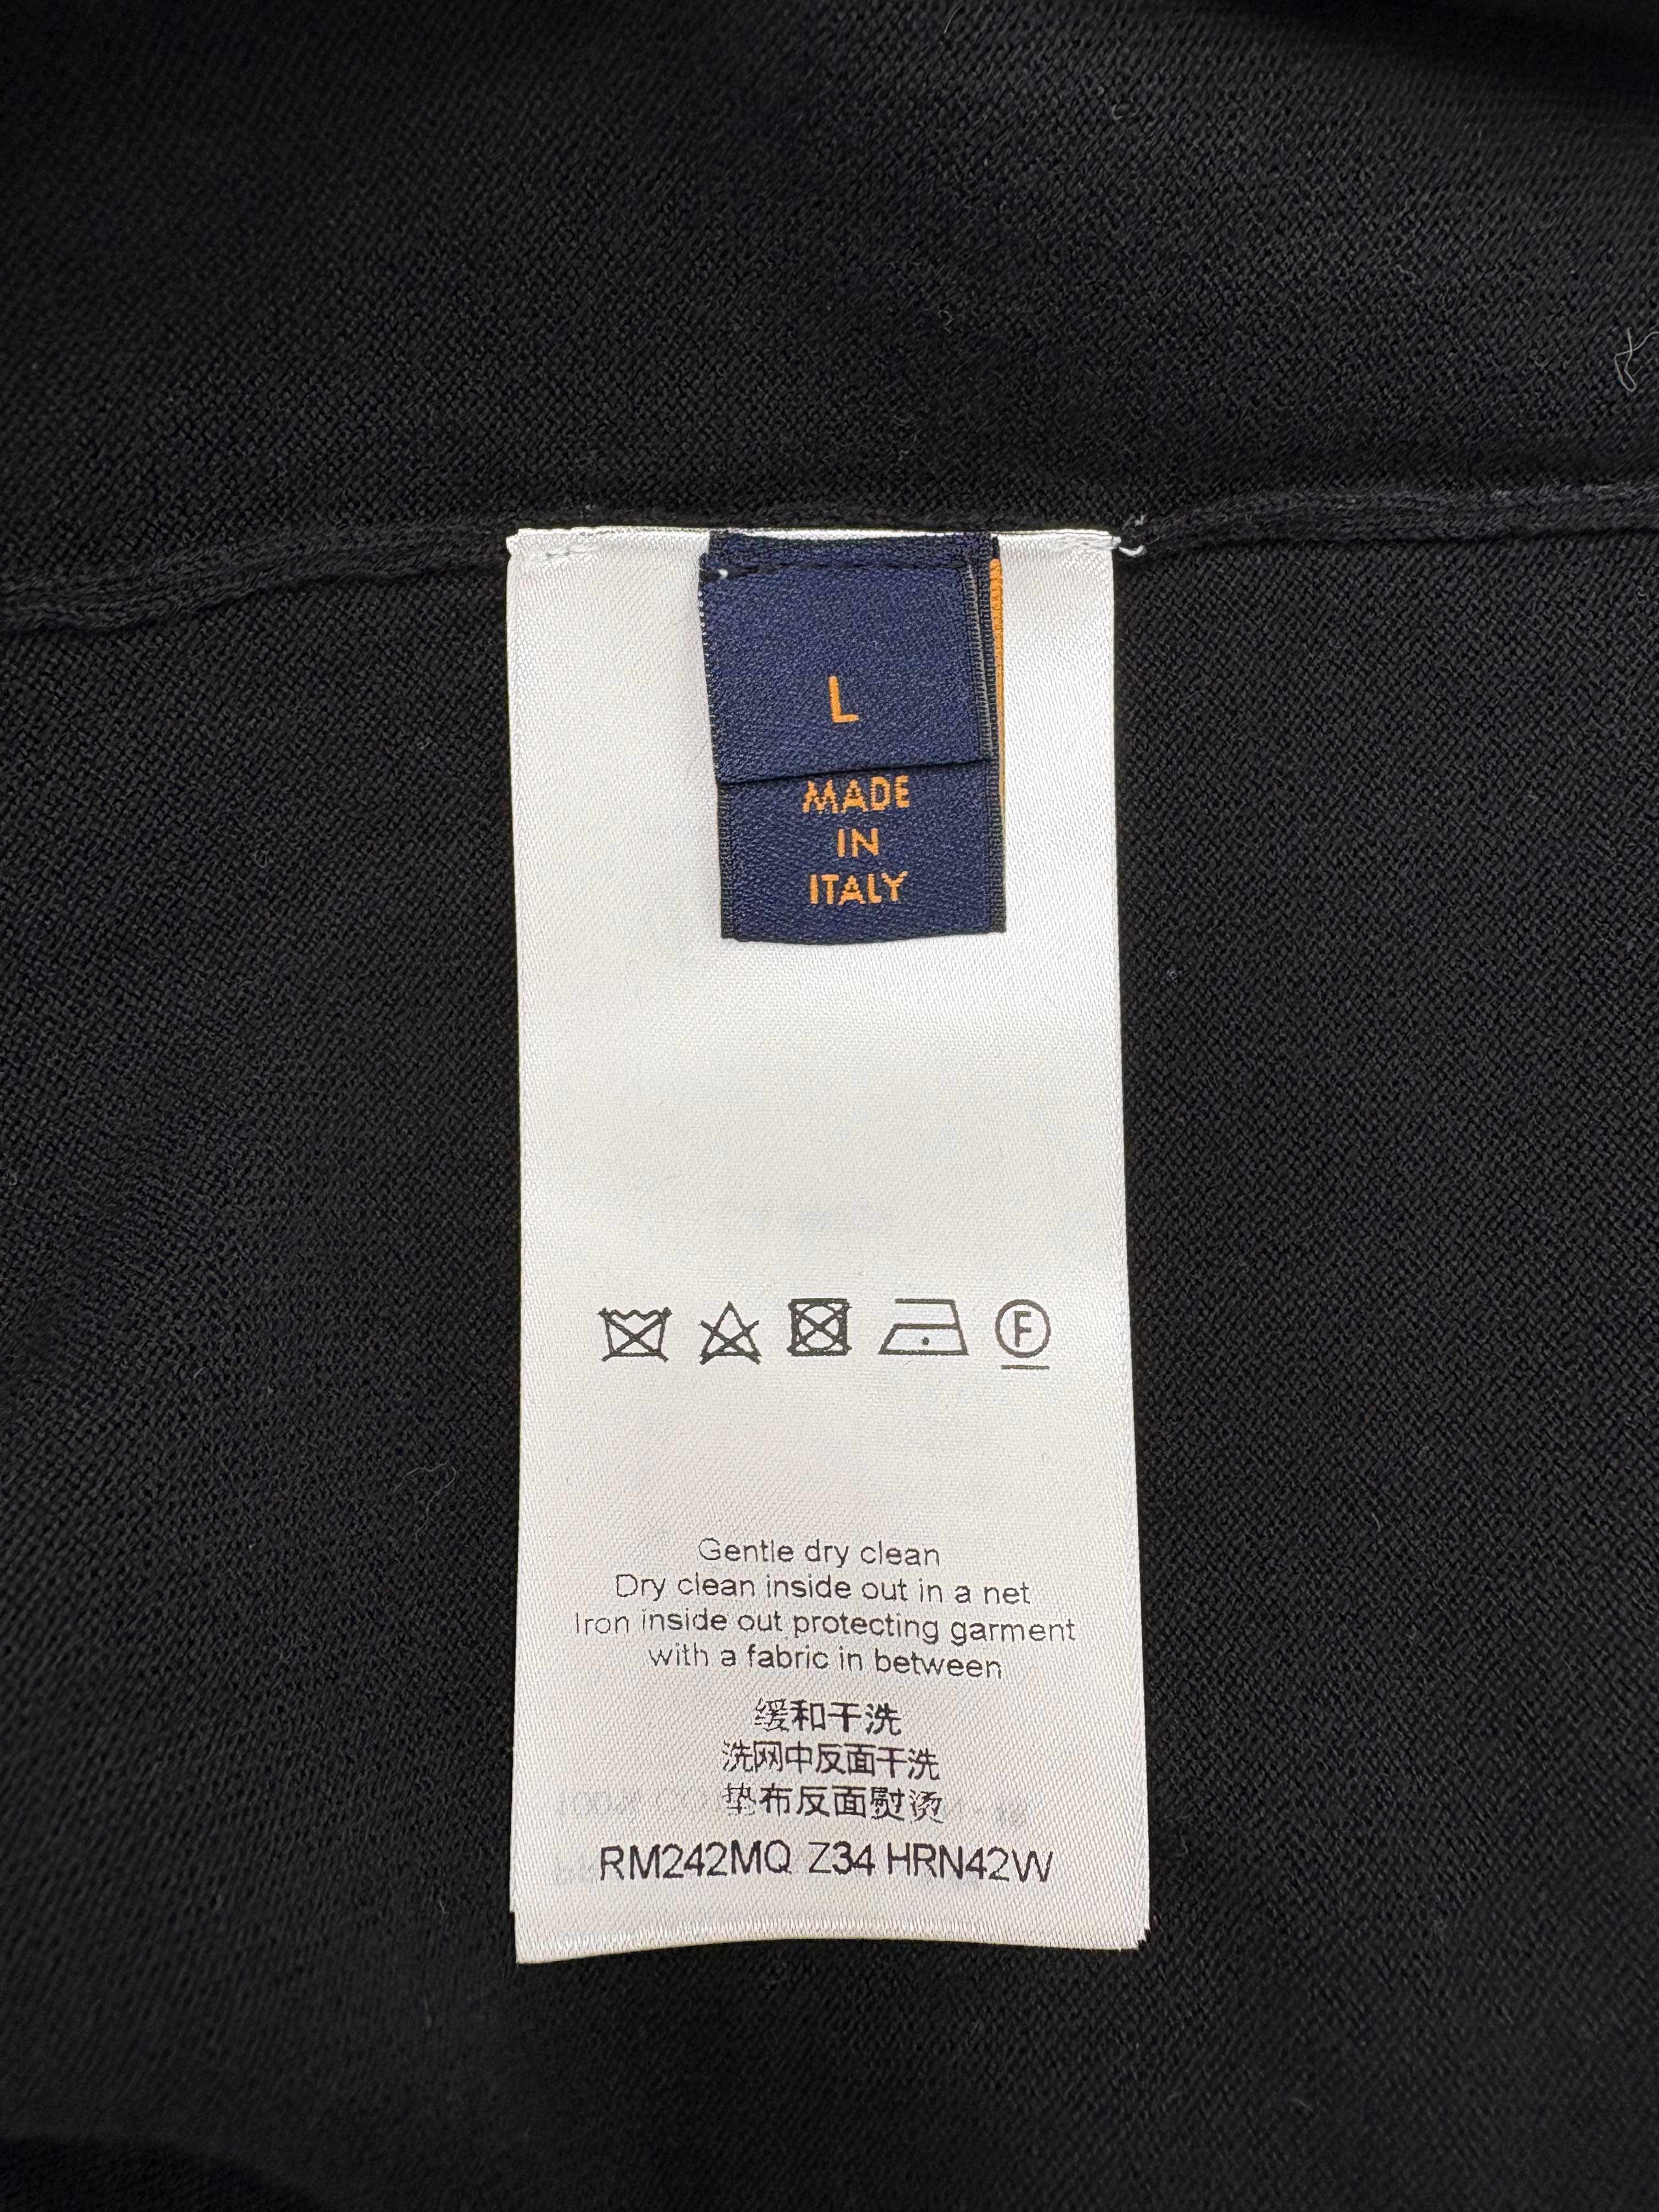 L
MADE
IN
ITALY
F
Gentle dry clean
Dry clean inside out in a net
Iron inside out protecting garment
with a fabric in between
缓和干洗
洗网中反面干洗
垫布反面熨烫
RM242MQ Z34 HRN42W